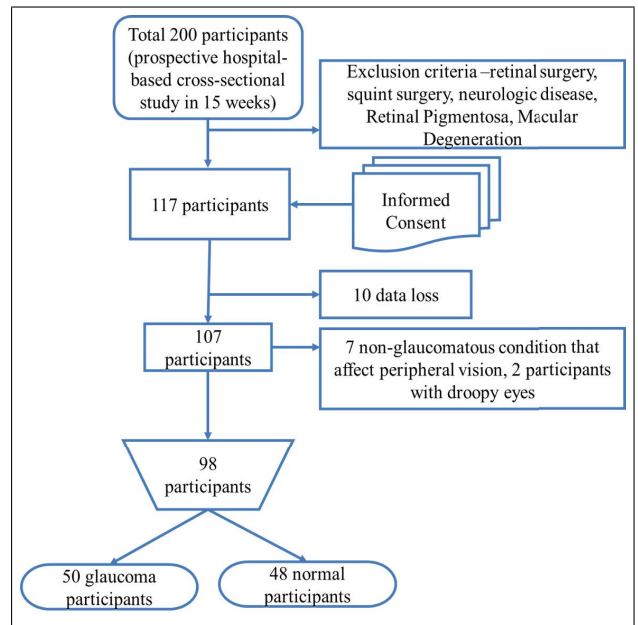 Total 200 participants
(prospective hospital-
based cross-sectional
study in 15 weeks)
Exclusion criteria –retinal surgery,
squint surgery, neurologic disease,
Retinal Pigmentosa, Macular
Degeneration
117 participants
Informed
Consent
10 data loss
107
participants
7 non-glaucomatous condition that
affect peripheral vision, 2 participants
with droopy eyes
98
participants
50 glaucoma
participants
48 normal
participants